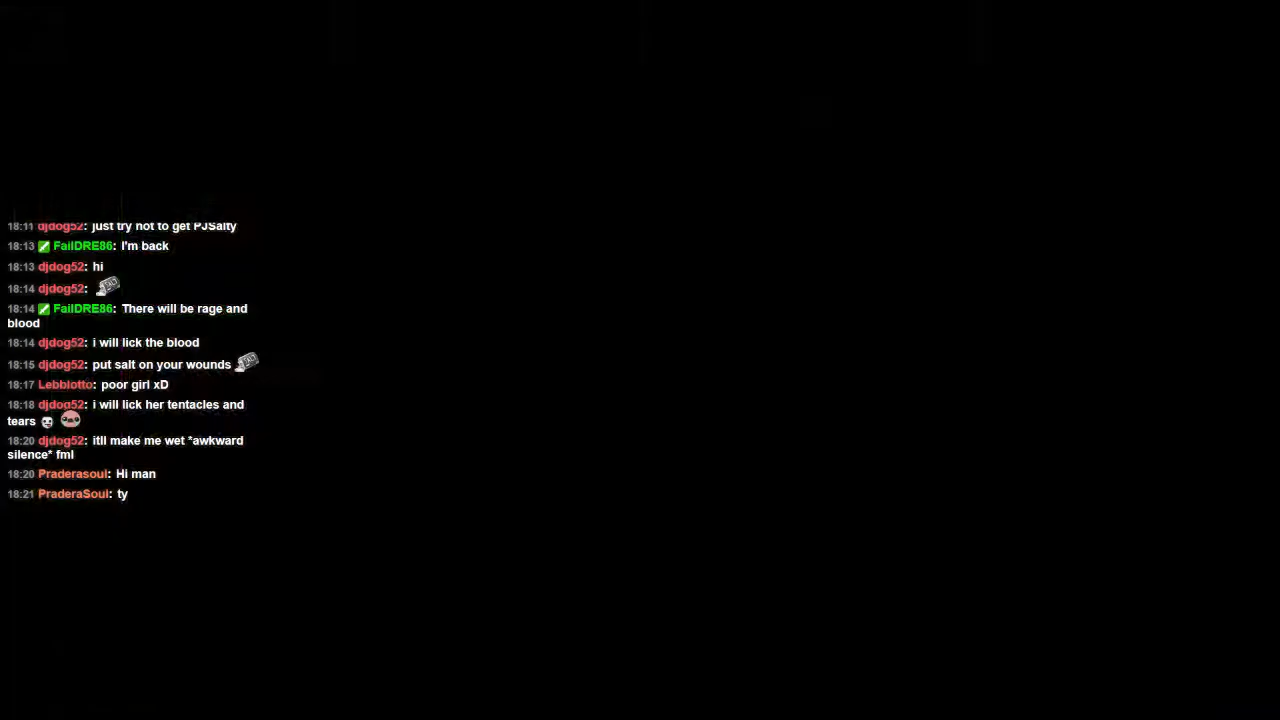 18:11 djdog52: just try not to get PJSalty
18:13 FailDRE86: I'm back
18:13 djdog52: hi
18:14 djdog52:
18:14 FailDRE86: There will be rage and
blood
18:14 djdog52: i will lick the blood
18:15 djdog52: put salt on your wounds
18:17 Lebblotto: poor girl xD
18:18 djdog52: i will lick her tentacles and
tears
18:20 djdog52: itll make me wet *awkward
silence* fml
18:20 Praderasoul: Hi man
18:21 PraderaSoul: ty